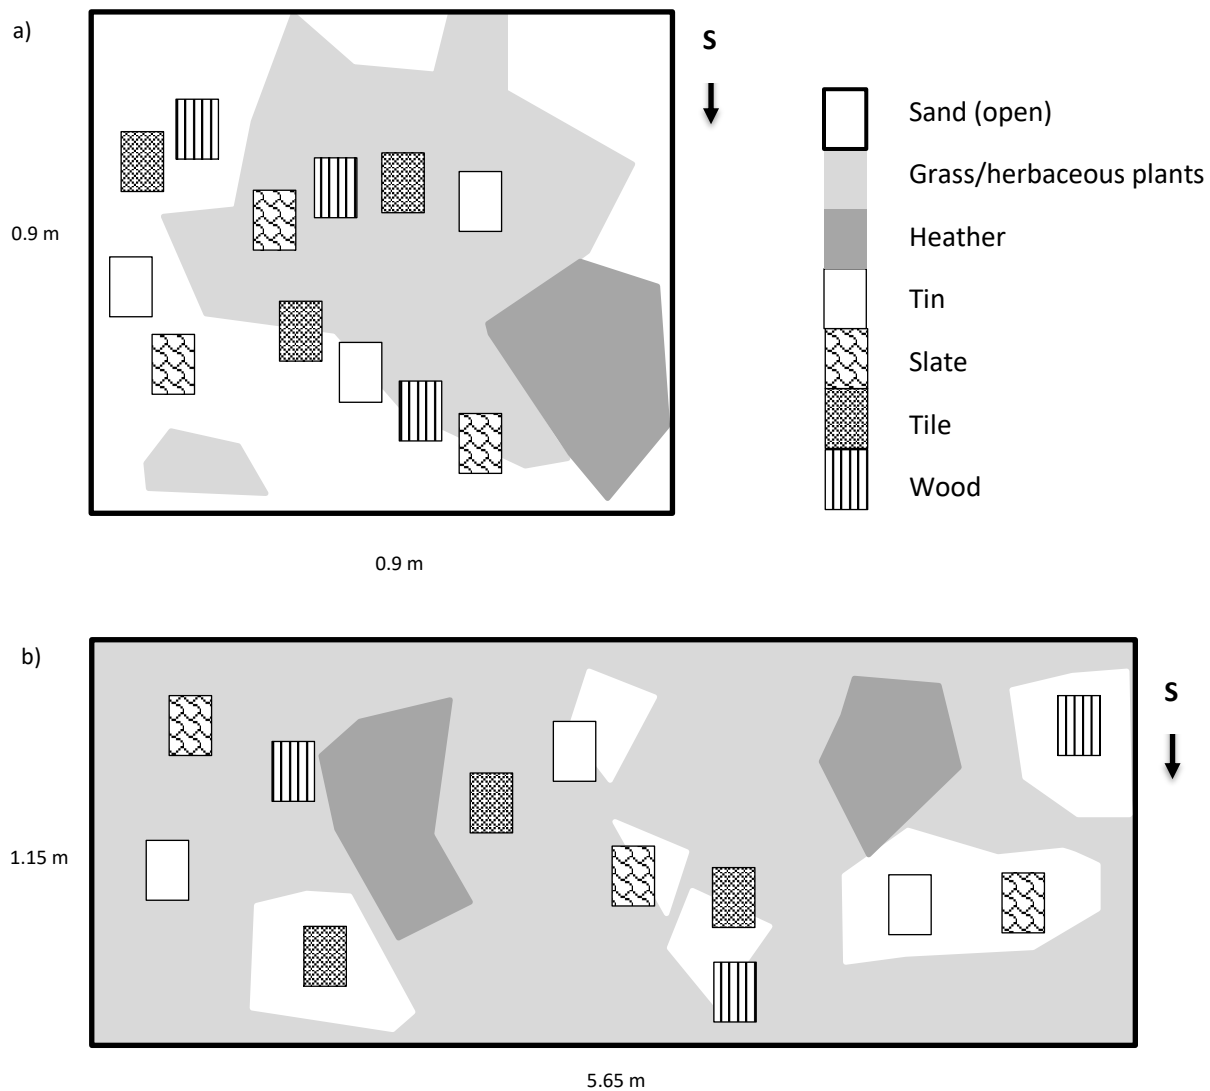 a)
S
0.9 m
0.9 m
Sand (open)
Grass/herbaceous plants
Heather
Tin
Slate
Tile
Wood
b)
S
1.15 m
5.65 m